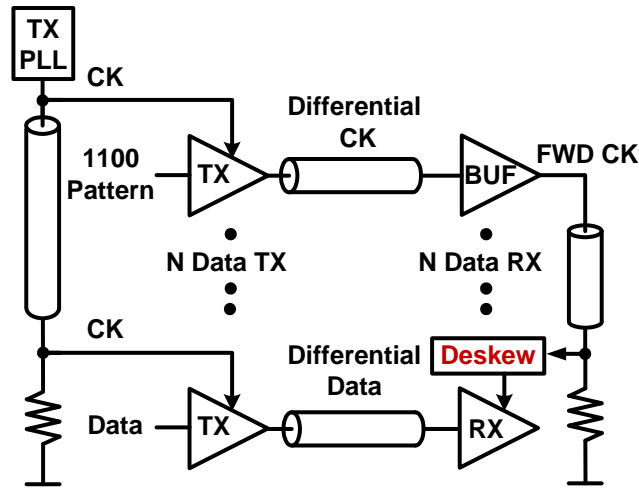 TX
PLL
CK
Differential
CK
1100
Pattern
TX
BUF
FWD CK
N Data TX
N Data RX
CK
Differential
Data
Deskew
Data
TX
RX